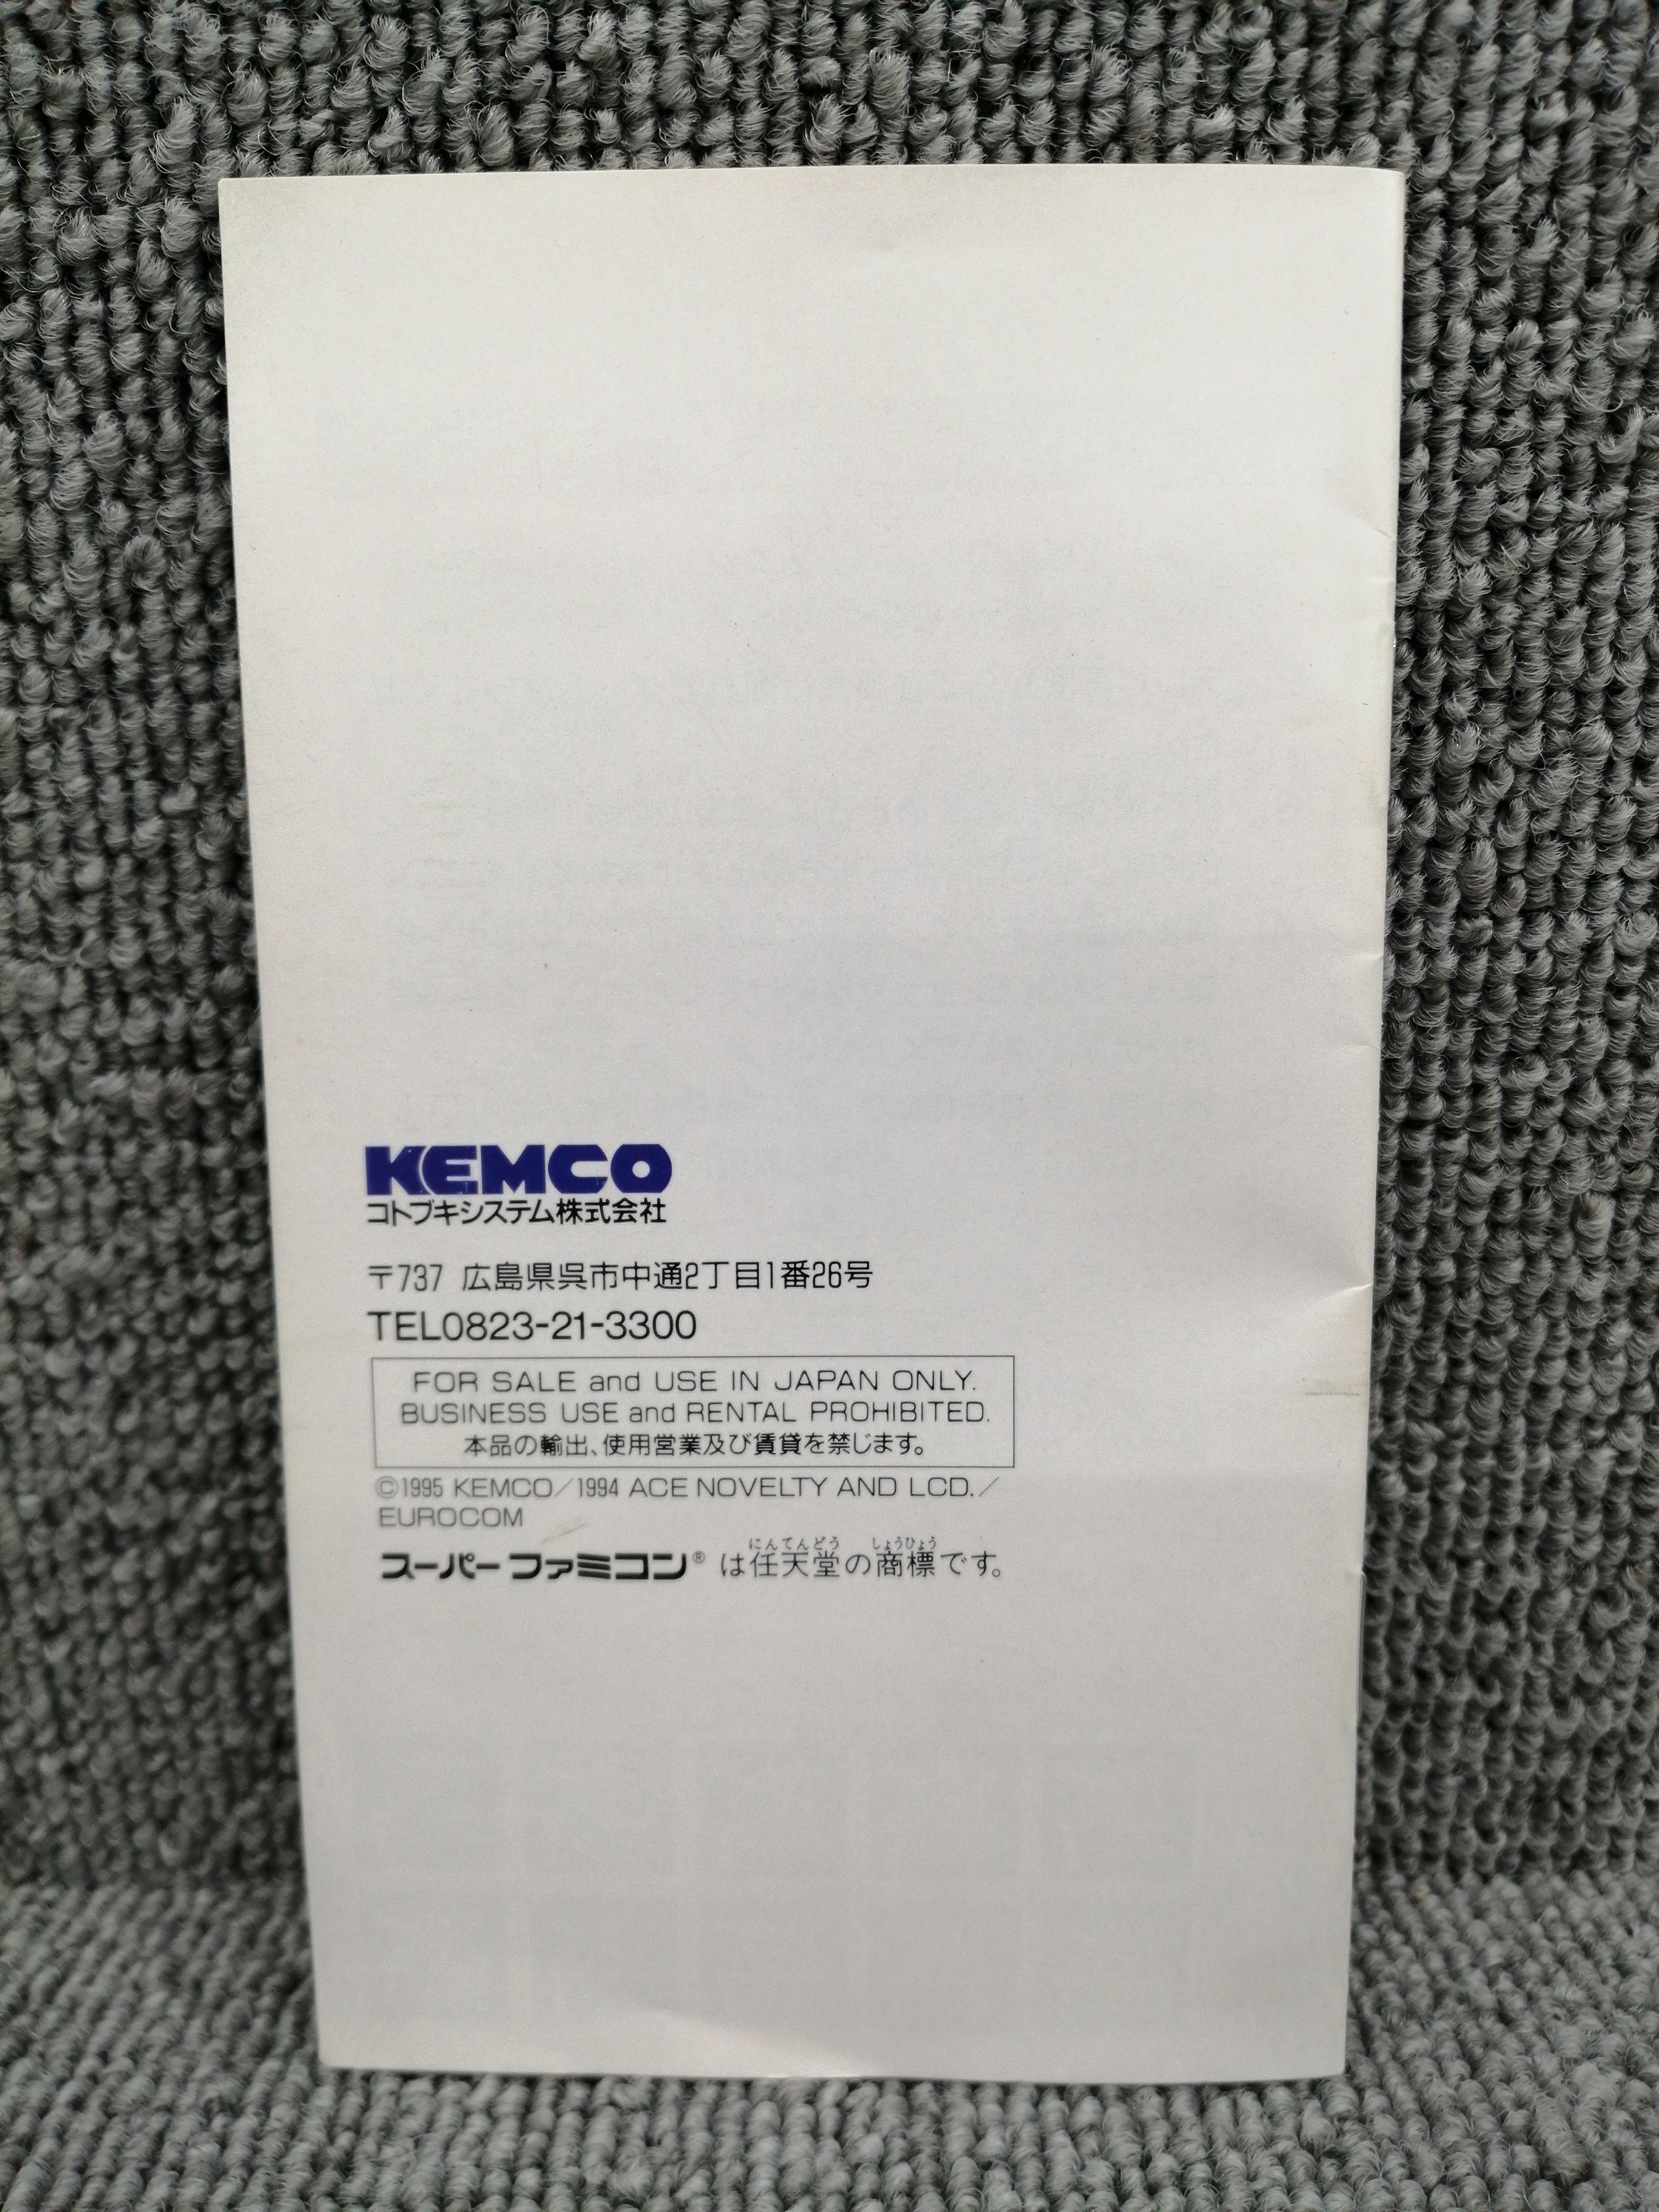 KEMCO
コトブキシステム株式会社
〒737 広島県呉市中通2丁目1番26号
TEL0823-21-3300
FOR SALE and USE IN JAPAN ONLY.
BUSINESS USE and RENTAL PROHIBITED.
本品の輸出、使用営業及び賃貸を禁じます。
©1995 KEMCO/1994 ACE NOVELTY AND LCD./
EUROCOM
にんてんどう しょうひょう
スーパーファミコン® は任天堂の商標です。